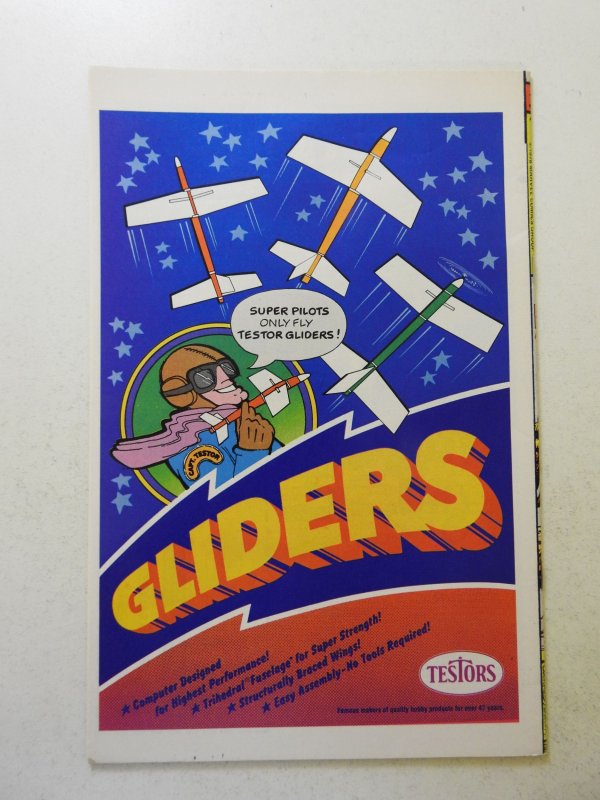 SUPER PILOTS
ONLY FLY
TESTOR GLIDERS!
CAPT. TESTOR
GLIDERS
★ Computer Designed
for Highest Performance!
★ Trihedral Fuselage for Super Strength!
★ Structurally Braced Wings!
★ Easy Assembly-No Tools Required!
TESTORS
Famous makers of quality hobby products for over 47 years.